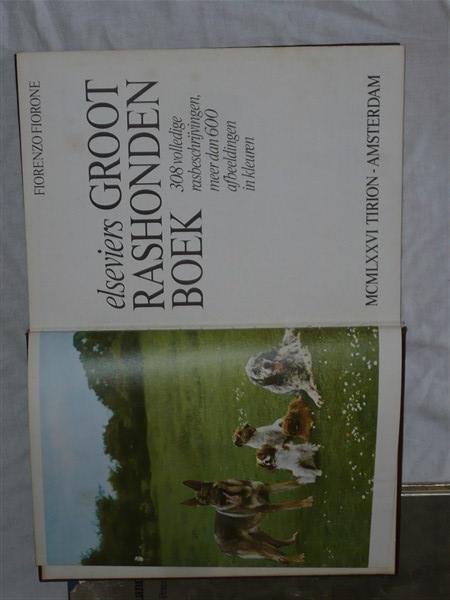 FIORENZO FIORONE
elseviers GROOT
RASHONDEN
BOEK
308 volledige
rasbeschrijvingen,
meer dan 600
afbeeldingen
in kleuren
MCMLXXVI TIRION - AMSTERDAM